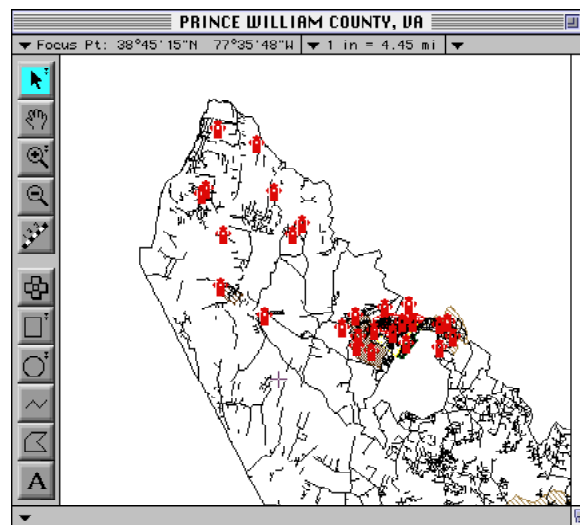 PRINCE WILLIAM COUNTY, VA
Focus Pt: 38°45'15"N 77°35'48"W 1 in = 4.45 mi
A